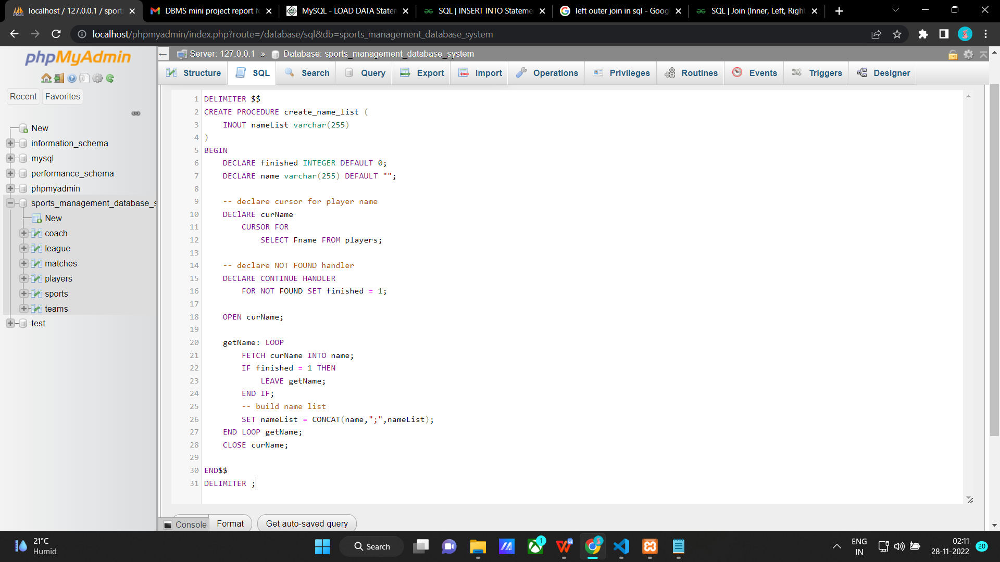 localhost / 127.0.0.1 / sport
DBMS mini project report fo
MySQL - LOAD DATA Staten
SQL | INSERT INTO Stateme
left outer join in sql - Goog
SQL | Join (Inner, Left, Right
localhost/phpmyadmin/index.php?route=/database/sql&db=sports_management_database_system
phpMyAdmin
Server: 127.0.0.1 » Database: sports_management_database_system
Structure SQL Search Query Export Import Operations Privileges Routines Events Triggers Designer
Recent Favorites
New
information_schema
mysql
performance_schema
phpmyadmin
sports_management_database_s
New
coach
league
matches
players
sports
teams
test
1 DELIMITER $$
2 CREATE PROCEDURE create_name_list (
3 INOUT nameList varchar(255)
4 )
5 BEGIN
6 DECLARE finished INTEGER DEFAULT 0;
7 DECLARE name varchar(255) DEFAULT "";
8
9 -- declare cursor for player name
10 DEClARE curName
11 CURSOR FOR
12 SELECT Fname FROM players;
13
14 -- declare NOT FOUND handler
15 DECLARE CONTINUE HANDLER
16 FOR NOT FOUND SET finished = 1;
17
18 OPEN curName;
19
20 getName: LOOP
21 FETCH curName INTO name;
22 IF finished = 1 THEN
23 LEAVE getName;
24 END IF;
25 -- build name list
26 SET nameList = CONCAT(name,";",nameList);
27 END LOOP getName;
28 CLOSE curName;
29
30 END$$
31 DELIMITER ;
Console Format Get auto-saved query
21°C
Humid
Search
1
ENG
IN
02:11
28-11-2022
20